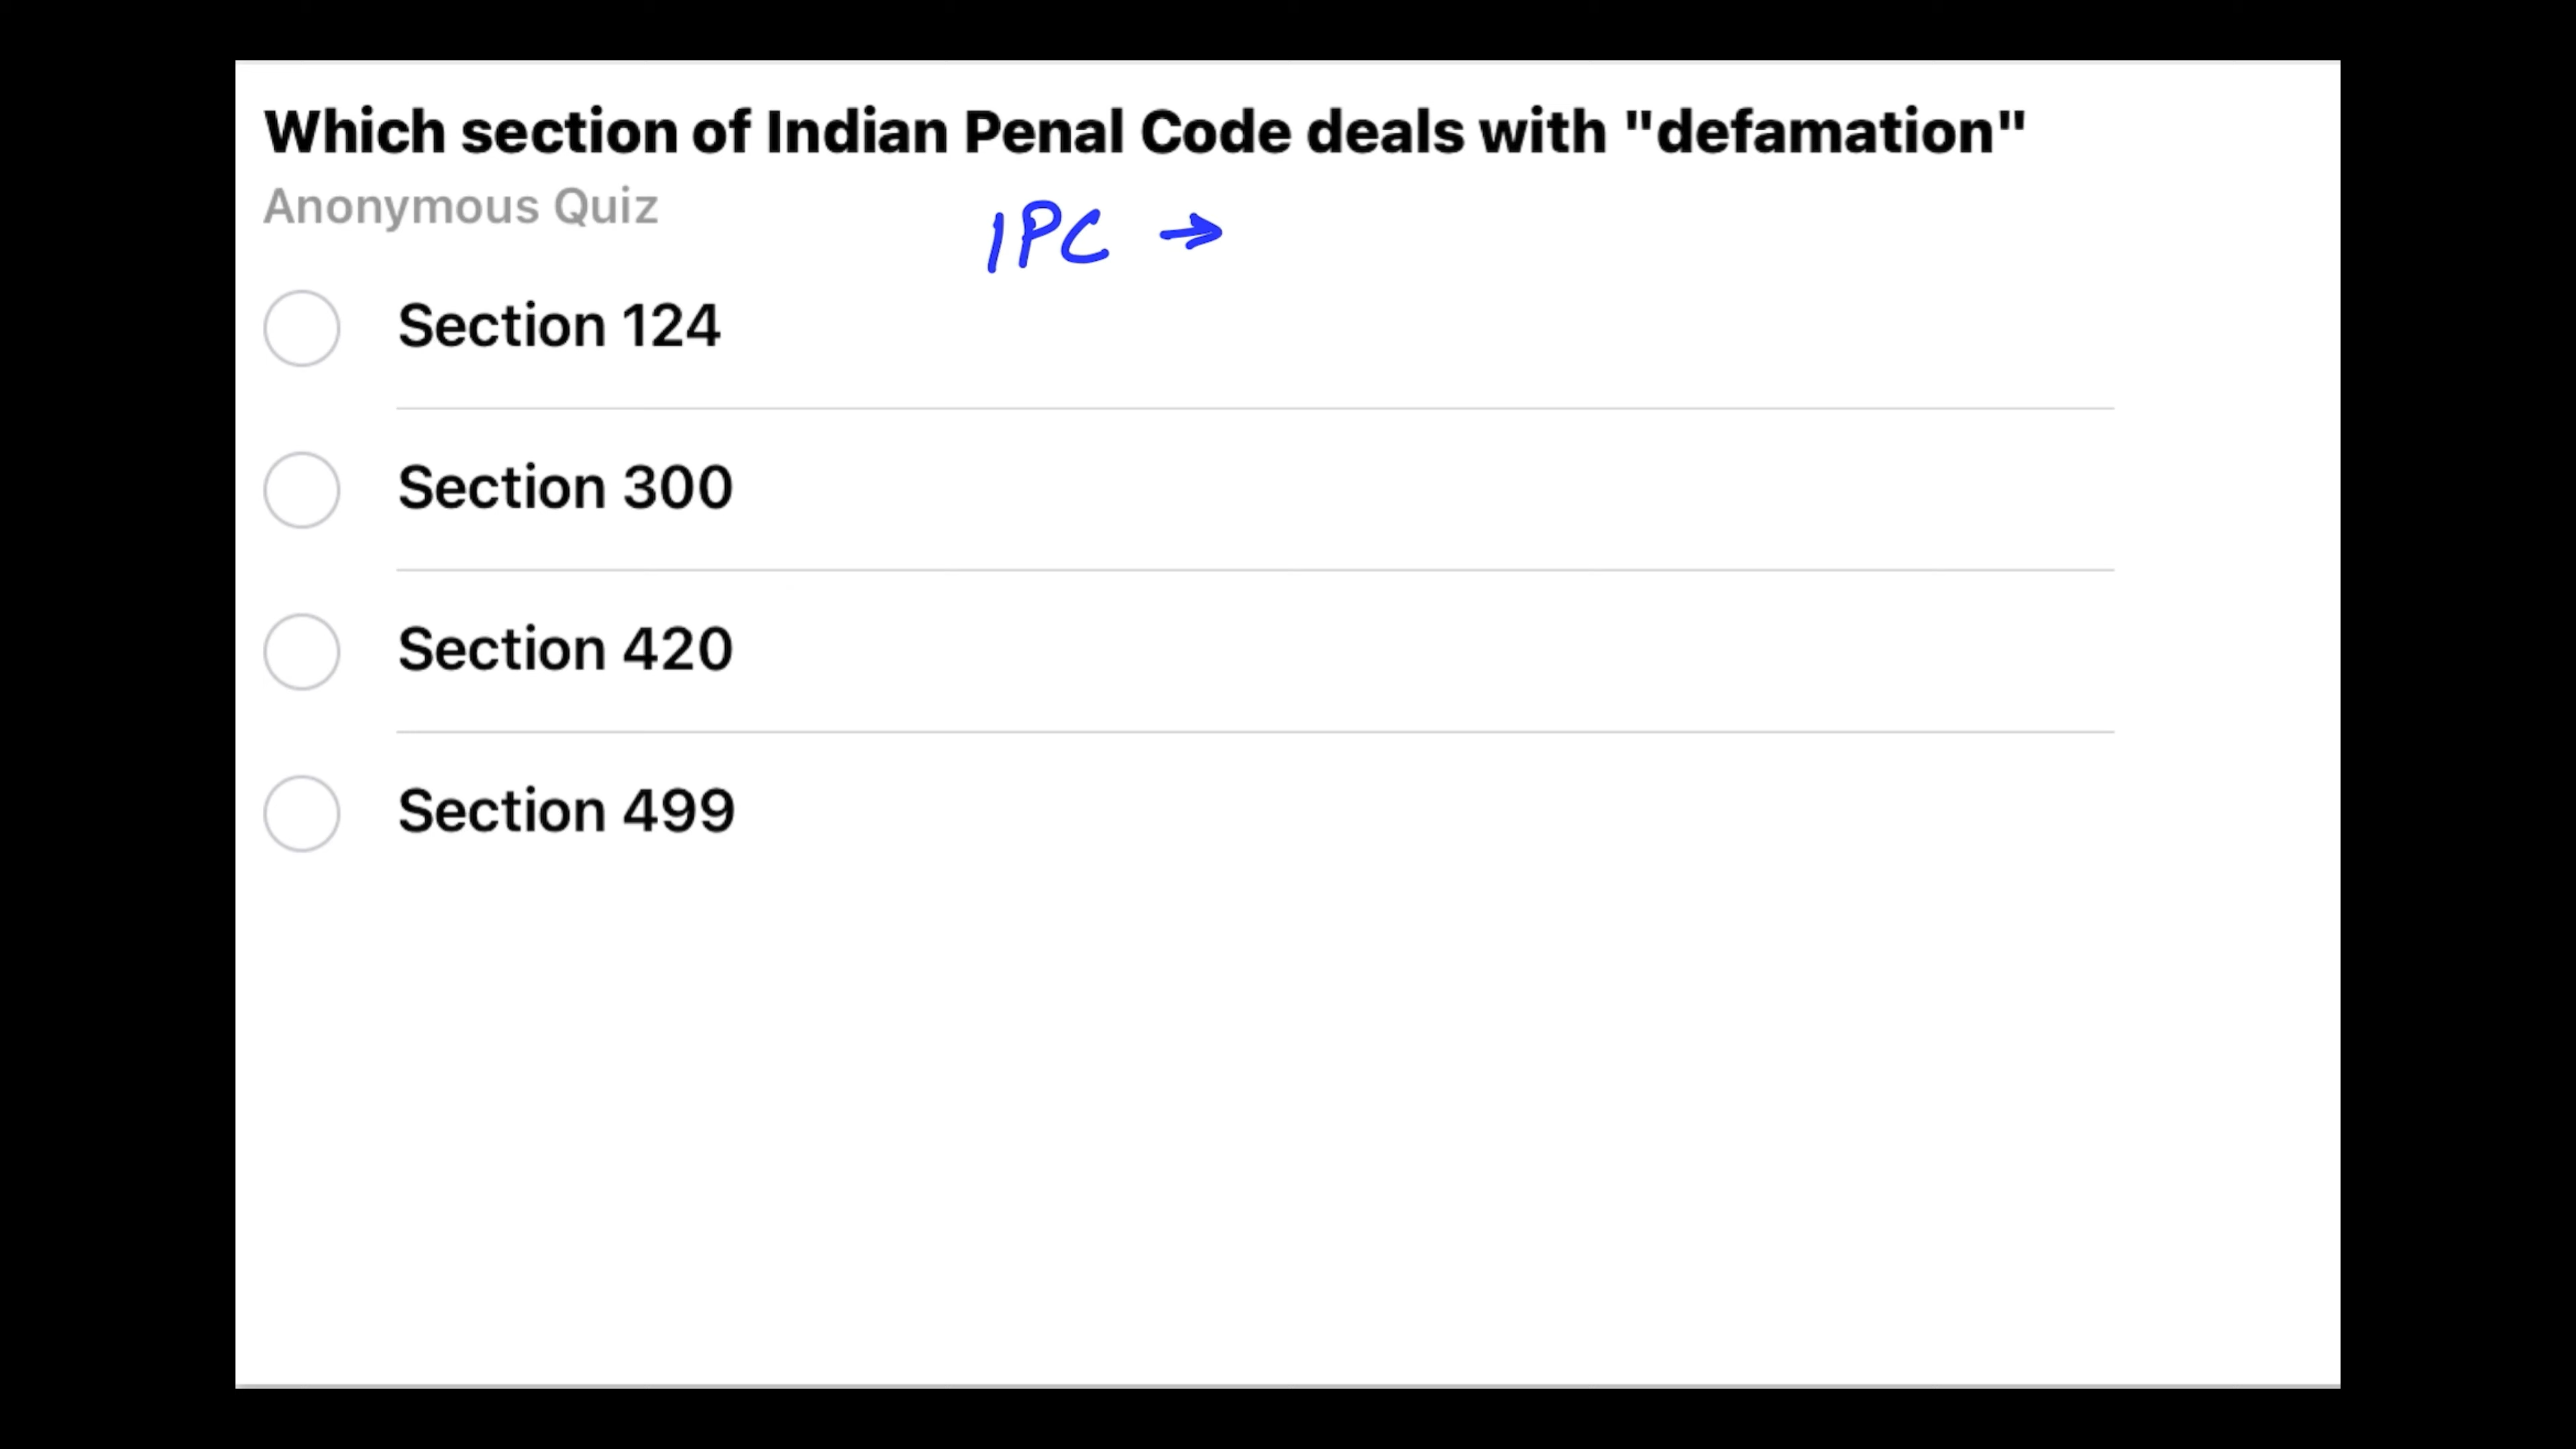 Which section of Indian Penal Code deals with "defamation"
Anonymous Quiz
IPC →
Section 124
Section 300
Section 420
Section 499